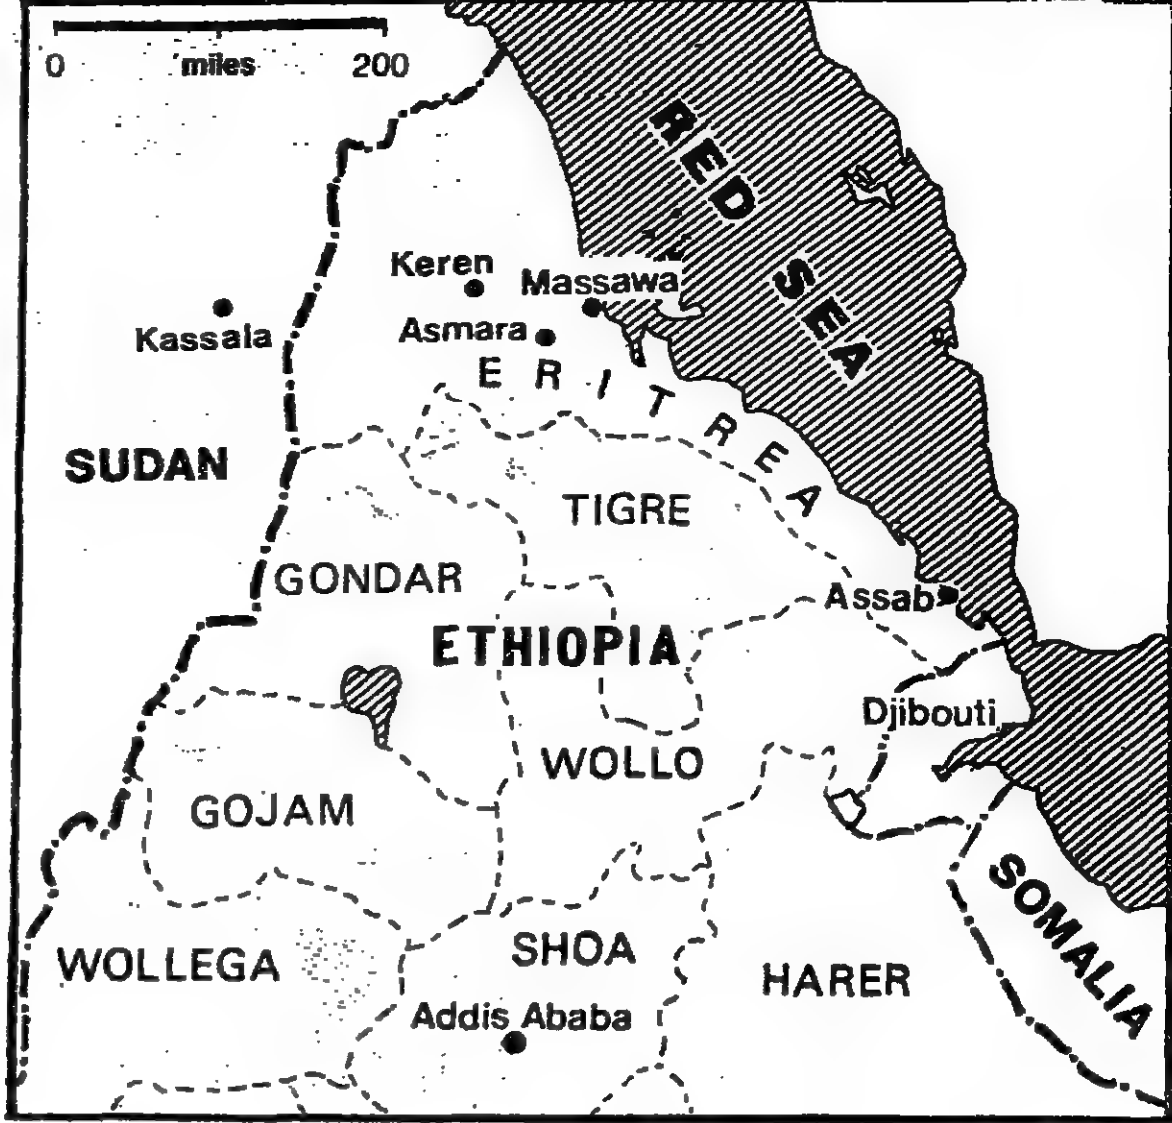 0 miles 200
RED SEA
Keren
Massawa
Kassala
Asmara
ERITREA
SUDAN
TIGRE
GONDAR
Assab
ETHIOPIA
Djibouti
WOLLO
GOJAM
SOMALIA
SHOA
WOLLEGA
HARER
Addis Ababa